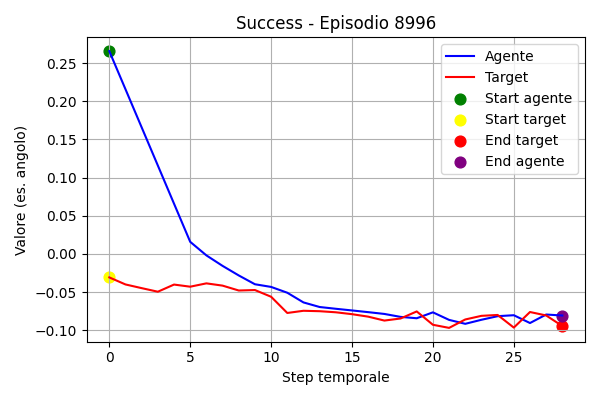 Success - Episodio 8996
Valore (es. angolo)
0.25
0.20
0.15
0.10
0.05
0.00
−0.05
−0.10
0
5
10
15
20
25
Step temporale
Agente
Target
Start agente
Start target
End target
End agente